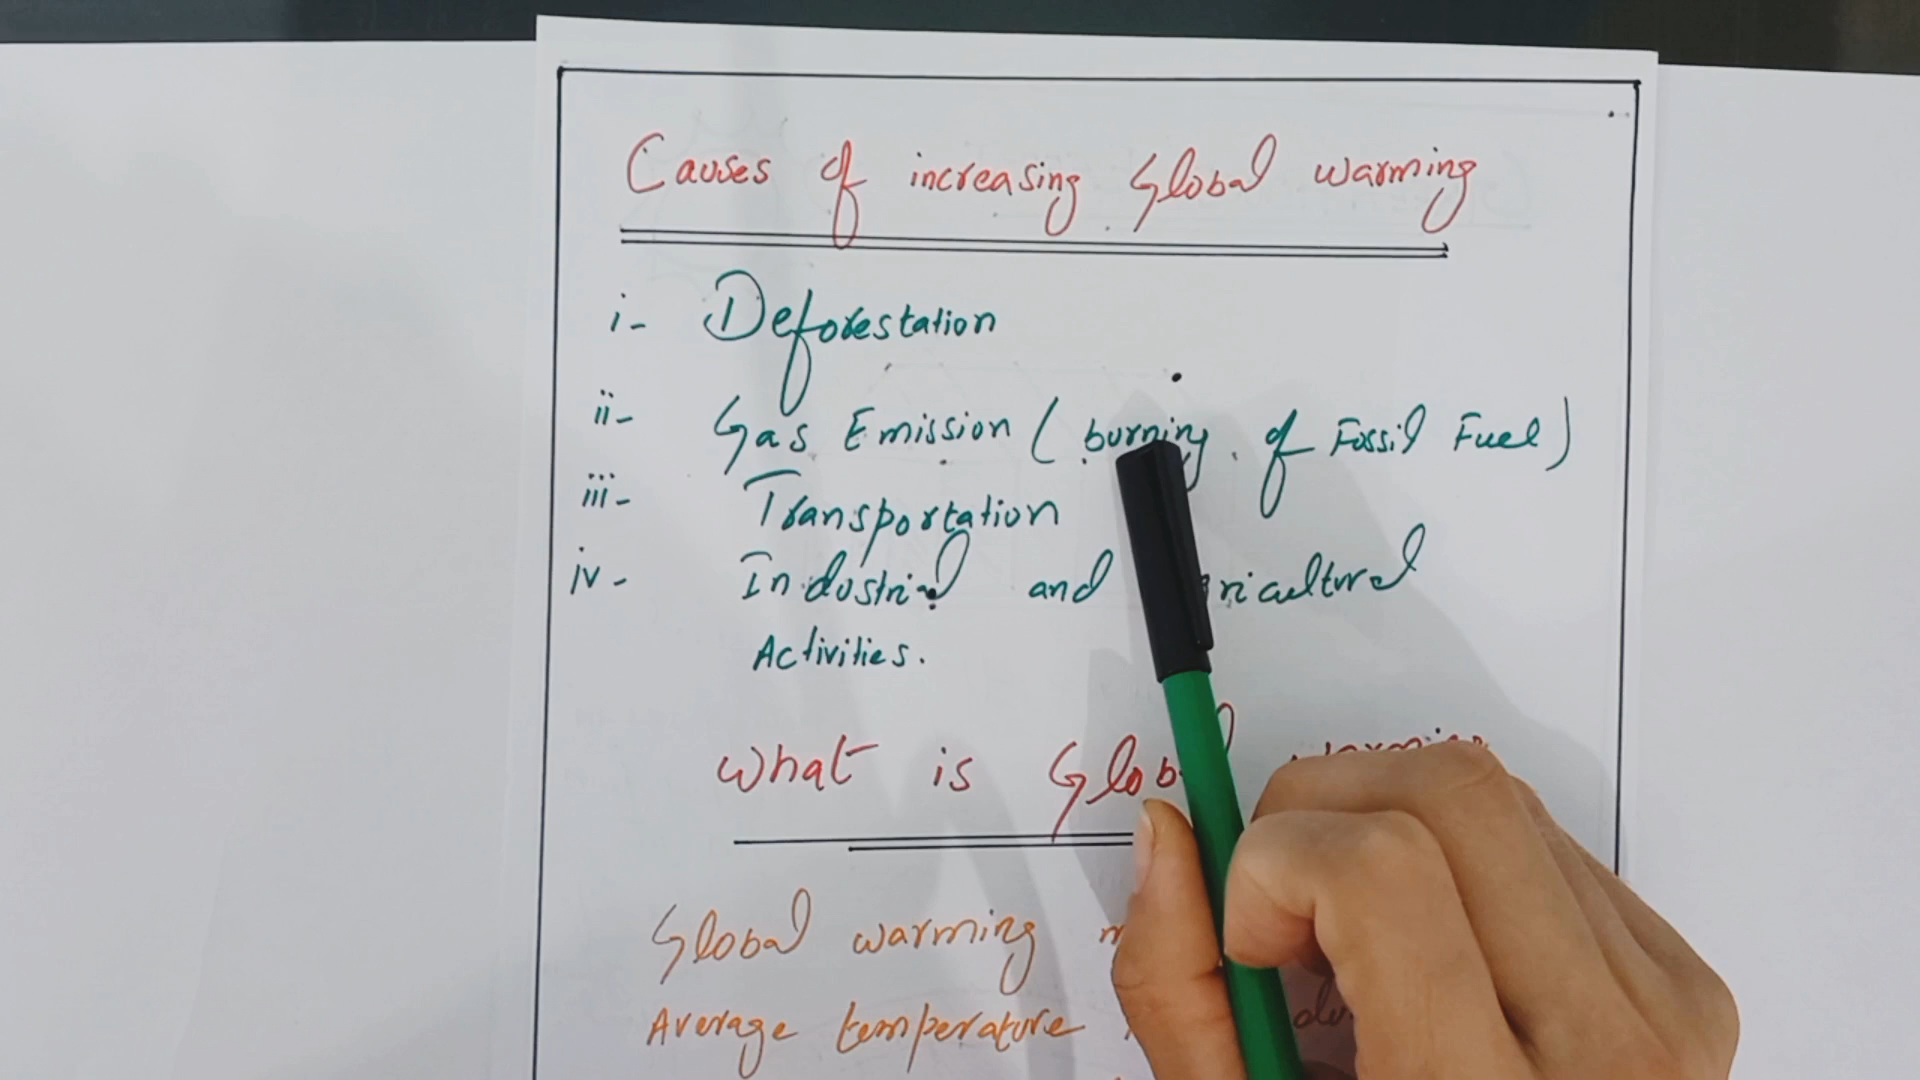 Causes of increasing Global warming
i- Deforestation
ii- Gas Emission (burning of Fossil Fuel)
iii- Transportation
iv- Industrial and
Activities.
What is
Global warming
Average temperature